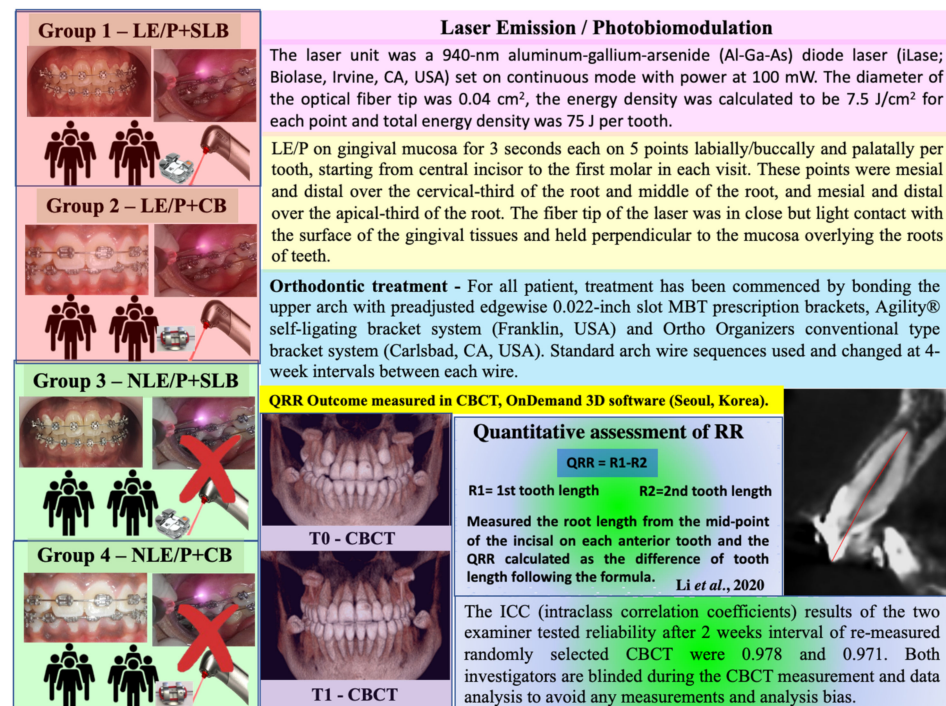 Group 1 – LE/P+SLB
Group 2 – LE/P+CB
Group 3 – NLE/P+SLB
Group 4 – NLE/P+CB
Laser Emission / Photobiomodulation
The laser unit was a 940-nm aluminum-gallium-arsenide (Al-Ga-As) diode laser (iLase;
Biolase, Irvine, CA, USA) set on continuous mode with power at 100 mW. The diameter of
the optical fiber tip was 0.04 cm², the energy density was calculated to be 7.5 J/cm² for
each point and total energy density was 75 J per tooth.
LE/P on gingival mucosa for 3 seconds each on 5 points labially/buccally and palatally per
tooth, starting from central incisor to the first molar in each visit. These points were mesial
and distal over the cervical-third of the root and middle of the root, and mesial and distal
over the apical-third of the root. The fiber tip of the laser was in close but light contact with
the surface of the gingival tissues and held perpendicular to the mucosa overlying the roots
of teeth.
Orthodontic treatment - For all patient, treatment has been commenced by bonding the
upper arch with preadjusted edgewise 0.022-inch slot MBT prescription brackets, Agility®
self-ligating bracket system (Franklin, USA) and Ortho Organizers conventional type
bracket system (Carlsbad, CA, USA). Standard arch wire sequences used and changed at 4-
week intervals between each wire.
QRR Outcome measured in CBCT, OnDemand 3D software (Seoul, Korea).
T0 - CBCT
T1 - CBCT
Quantitative assessment of RR
QRR = R1-R2
R1= 1st tooth length R2=2nd tooth length
Measured the root length from the mid-point
of the incisal on each anterior tooth and the
QRR calculated as the difference of tooth
length following the formula.
Li et al., 2020
The ICC (intraclass correlation coefficients) results of the two
examiner tested reliability after 2 weeks interval of re-measured
randomly selected CBCT were 0.978 and 0.971. Both
investigators are blinded during the CBCT measurement and data
analysis to avoid any measurements and analysis bias.